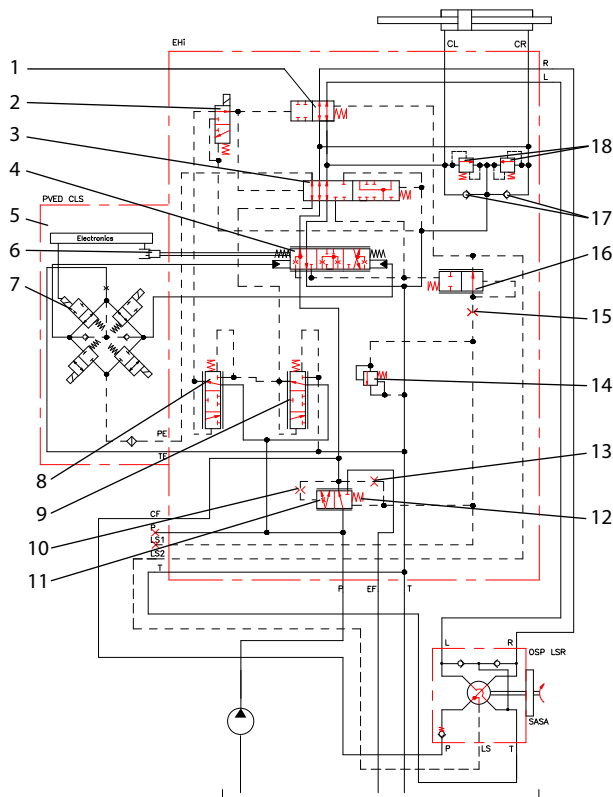 CL CR
EHi
R
L
1
2
3
4
5
6
7
8
9
10
11
12
13
14
15
16
17
18
PVED CLS
Electronics
PE
TE
CF
P
LS1
LS2
T
P EF T
L R
OSP LSR
SASA
P LS T